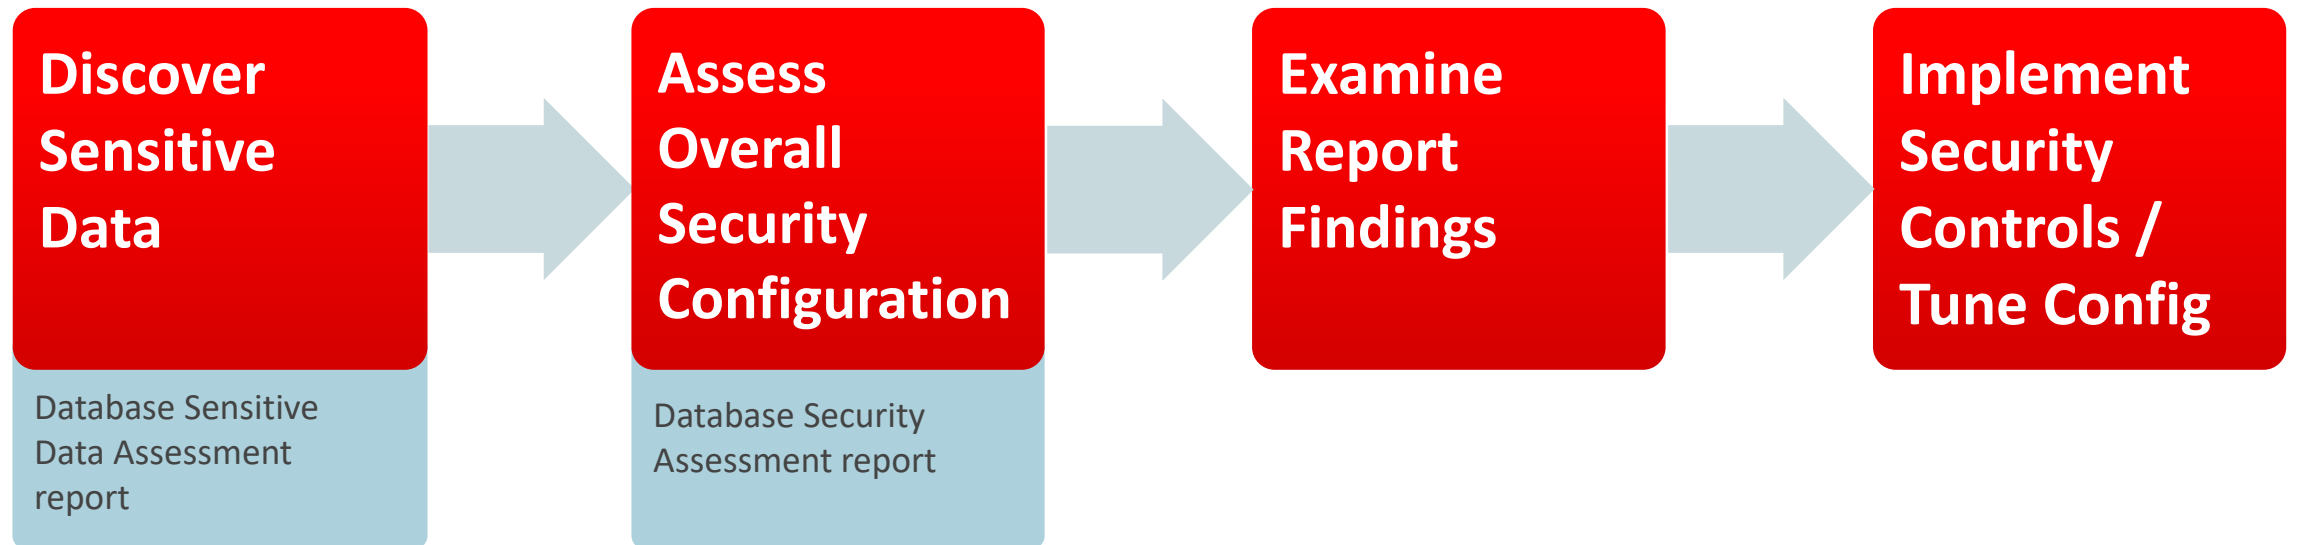 Discover
Sensitive
Data
Database Sensitive
Data Assessment
report
Assess
Overall
Security
Configuration
Database Security
Assessment report
Examine
Report
Findings
Implement
Security
Controls /
Tune Config